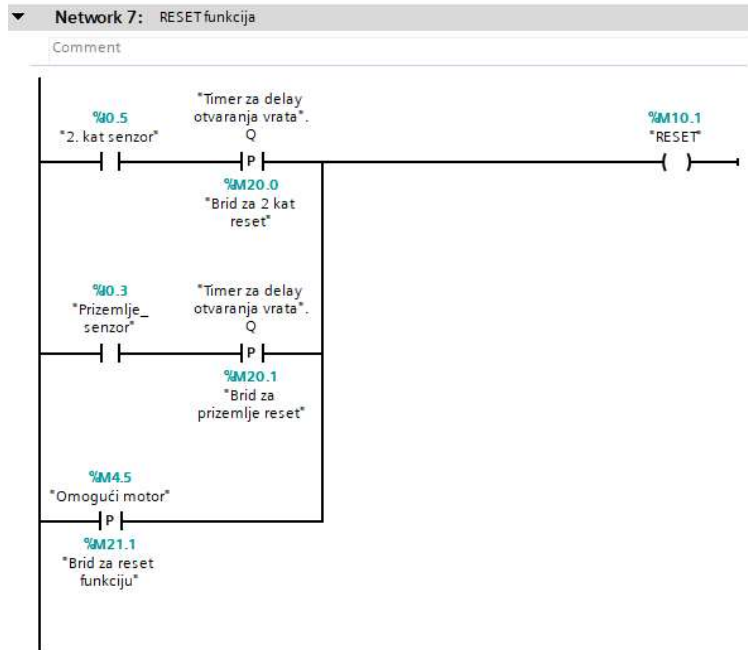 Network 7: RESET funkcija
Comment
"Timer za delay
%I0.5 otvaranja vrata". %M10.1
"2. kat senzor" Q "RESET"
P
%M20.0
"Brid za 2 kat
reset"
%I0.3 "Timer za delay
"Prizemlje_ otvaranja vrata".
senzor" Q
P
%M20.1
"Brid za
prizemlje reset"
%M4.5
"Omogući motor"
P
%M21.1
"Brid za reset
funkciju"